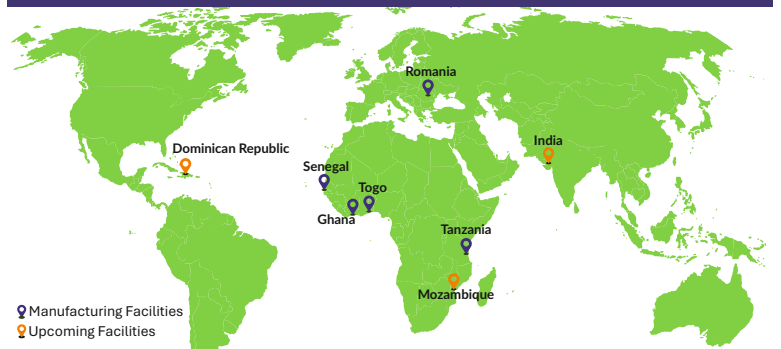 Romania
Dominican Republic
India
Senegal
Togo
Ghana
Tanzania
Mozambique
Manufacturing Facilities
Upcoming Facilities